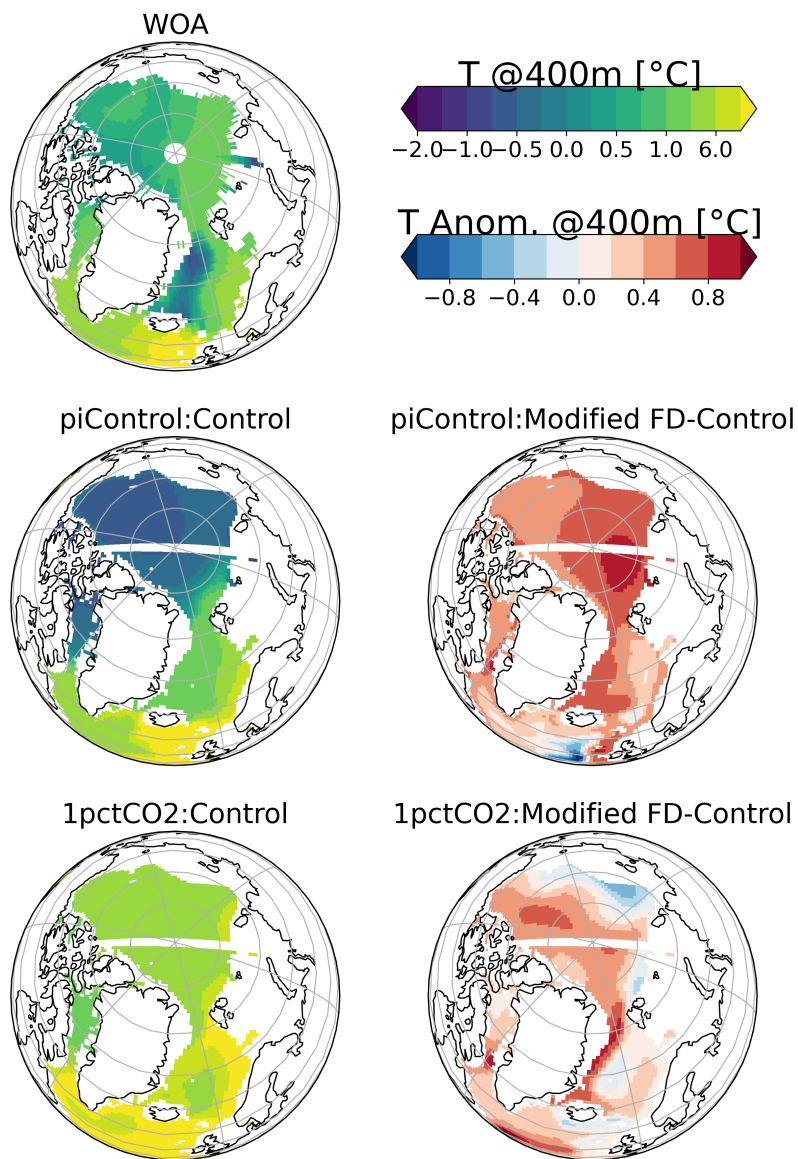 WOA
T @400m [°C]
−2.0 −1.0 −0.5 0.0 0.5 1.0 6.0
T Anom. @400m [°C]
−0.8 −0.4 0.0 0.4 0.8
piControl:Control
piControl:Modified FD-Control
1pctCO2:Control
1pctCO2:Modified FD-Control